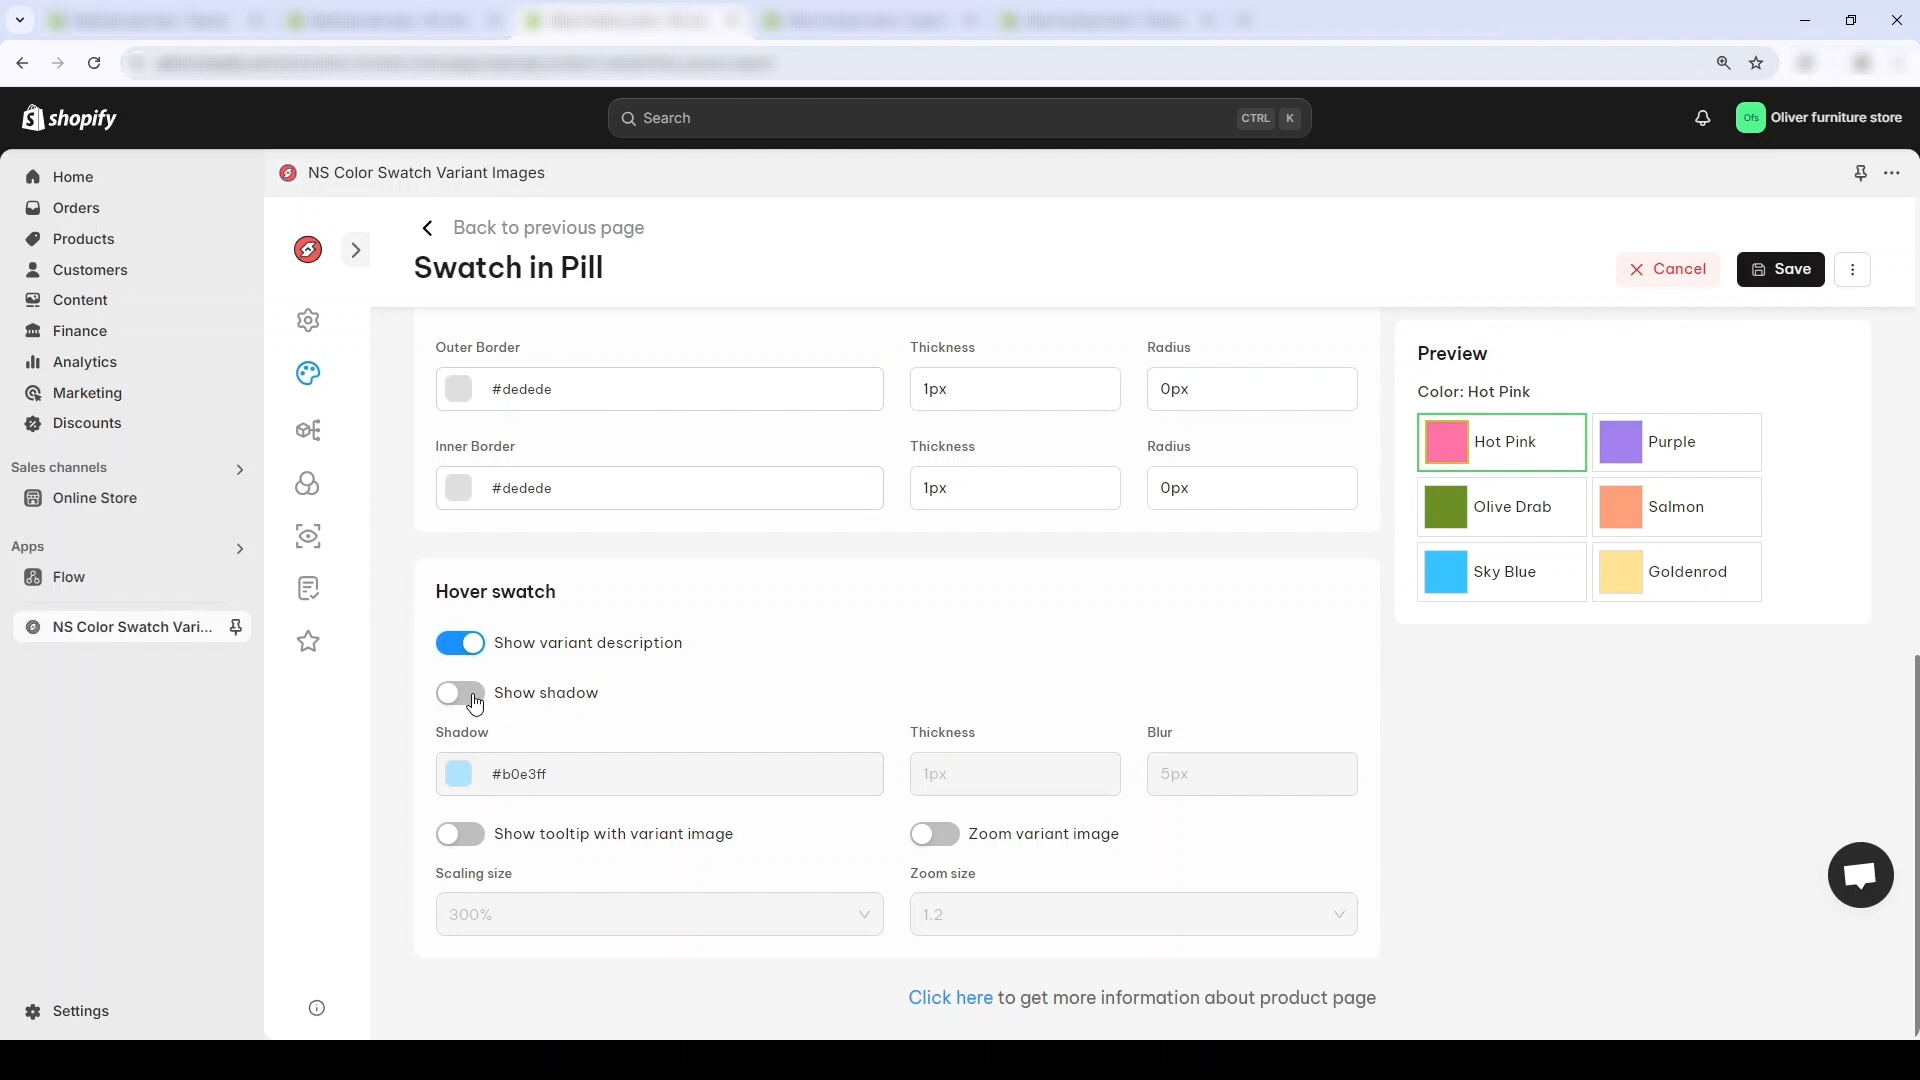 shopify
Search
CTRL K
Ofs
Oliver furniture store
Home
Orders
Products
Customers
Content
Finance
Analytics
Marketing
Discounts
Sales channels
Online Store
Apps
Flow
NS Color Swatch Vari...
Settings
NS Color Swatch Variant Images
Back to previous page
Swatch in Pill
Cancel
Save
Outer Border
Thickness
Radius
#dedede
1px
0px
Inner Border
Thickness
Radius
#dedede
1px
0px
Hover swatch
Show variant description
Show shadow
Shadow
Thickness
Blur
#b0e3ff
1px
5px
Show tooltip with variant image
Zoom variant image
Scaling size
Zoom size
300%
1.2
Click here to get more information about product page
Preview
Color: Hot Pink
Hot Pink
Purple
Olive Drab
Salmon
Sky Blue
Goldenrod